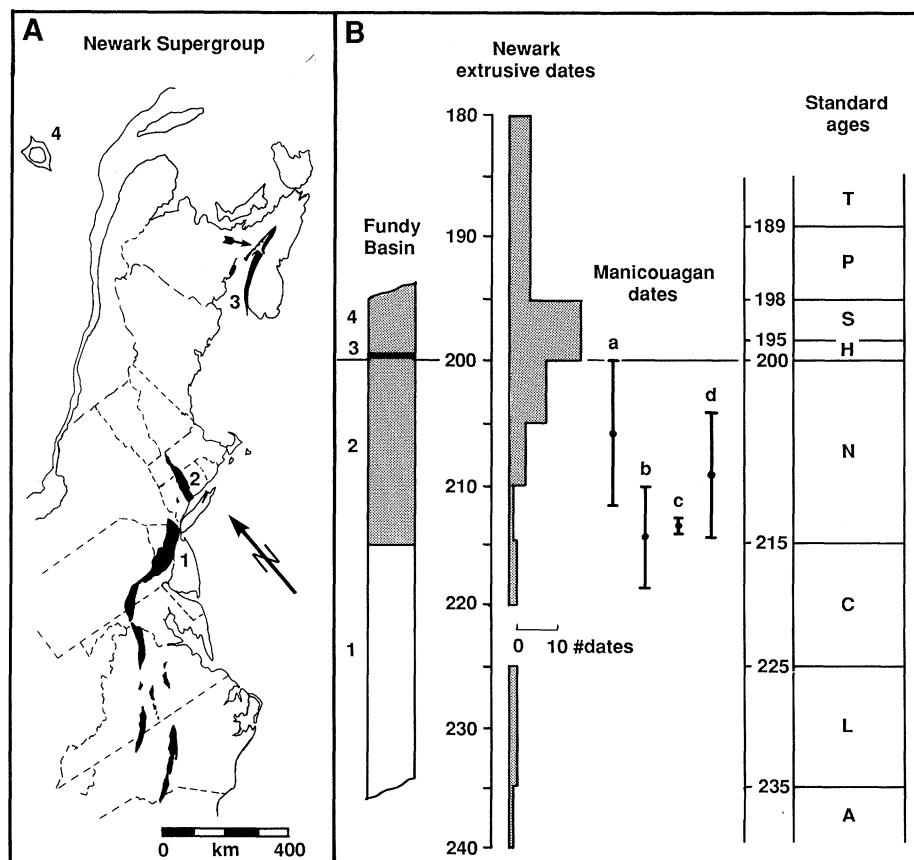 A
Newark Supergroup
4
3
2
1
0 km 400
B
Newark
extrusive dates
Standard
ages
Fundy
Basin
4
3
2
1
180
190
200
210
220
230
240
0 10 #dates
Manicouagan
dates
a
b
c
d
189
198
195
200
215
225
235
T
P
S
H
N
C
L
A